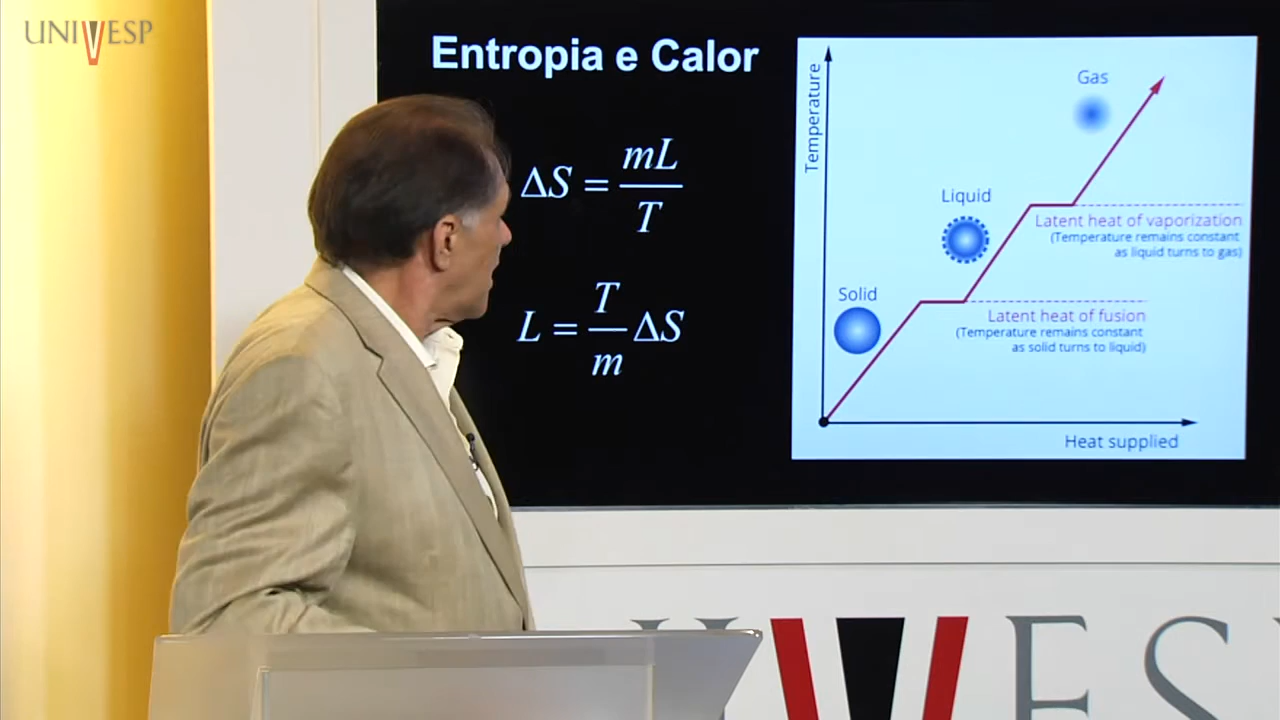 UNIVESP
Entropia e Calor
ΔS = mL / T
L = T / m ΔS
Temperature
Gas
Liquid
Latent heat of vaporization
(Temperature remains constant
as liquid turns to gas)
Solid
Latent heat of fusion
(Temperature remains constant
as solid turns to liquid)
Heat supplied
UVES